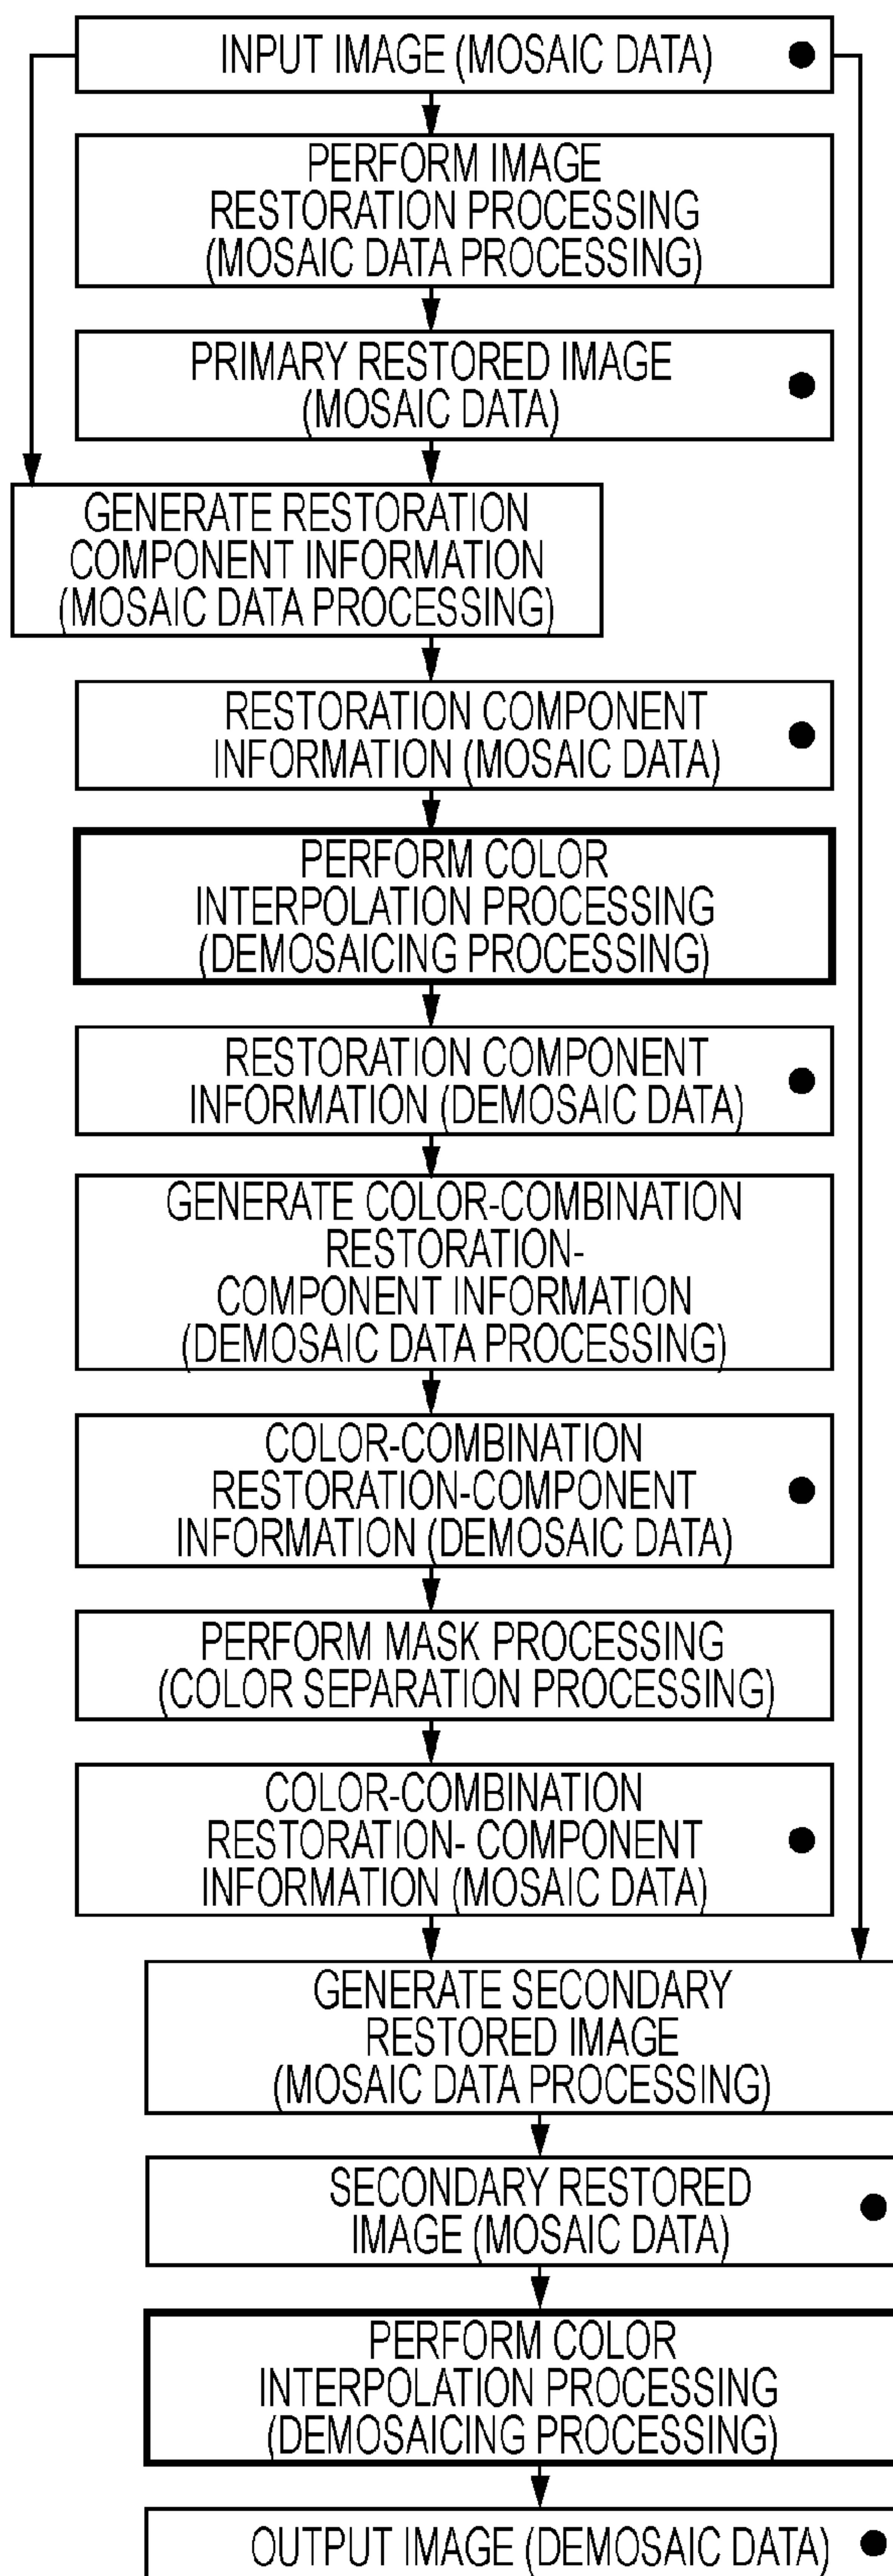 INPUT IMAGE (MOSAIC DATA)
PERFORM IMAGE
RESTORATION PROCESSING
(MOSAIC DATA PROCESSING)
PRIMARY RESTORED IMAGE
(MOSAIC DATA)
GENERATE RESTORATION
COMPONENT INFORMATION
(MOSAIC DATA PROCESSING)
RESTORATION COMPONENT
INFORMATION (MOSAIC DATA)
PERFORM COLOR
INTERPOLATION PROCESSING
(DEMOSAICING PROCESSING)
RESTORATION COMPONENT
INFORMATION (DEMOSAIC DATA)
GENERATE COLOR-COMBINATION
RESTORATION-
COMPONENT INFORMATION
(DEMOSAIC DATA PROCESSING)
COLOR-COMBINATION
RESTORATION-COMPONENT
INFORMATION (DEMOSAIC DATA)
PERFORM MASK PROCESSING
(COLOR SEPARATION PROCESSING)
COLOR-COMBINATION
RESTORATION- COMPONENT
INFORMATION (MOSAIC DATA)
GENERATE SECONDARY
RESTORED IMAGE
(MOSAIC DATA PROCESSING)
SECONDARY RESTORED
IMAGE (MOSAIC DATA)
PERFORM COLOR
INTERPOLATION PROCESSING
(DEMOSAICING PROCESSING)
OUTPUT IMAGE (DEMOSAIC DATA)